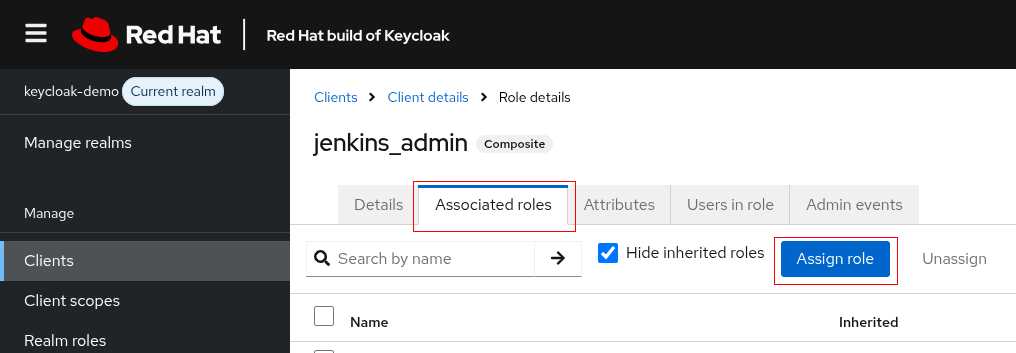 Red Hat
Red Hat build of Keycloak
keycloak-demo Current realm
Manage realms
Manage
Clients
Client scopes
Realm roles
Clients > Client details > Role details
jenkins_admin Composite
Details Associated roles Attributes Users in role Admin events
Search by name Hide inherited roles Assign role Unassign
Name Inherited